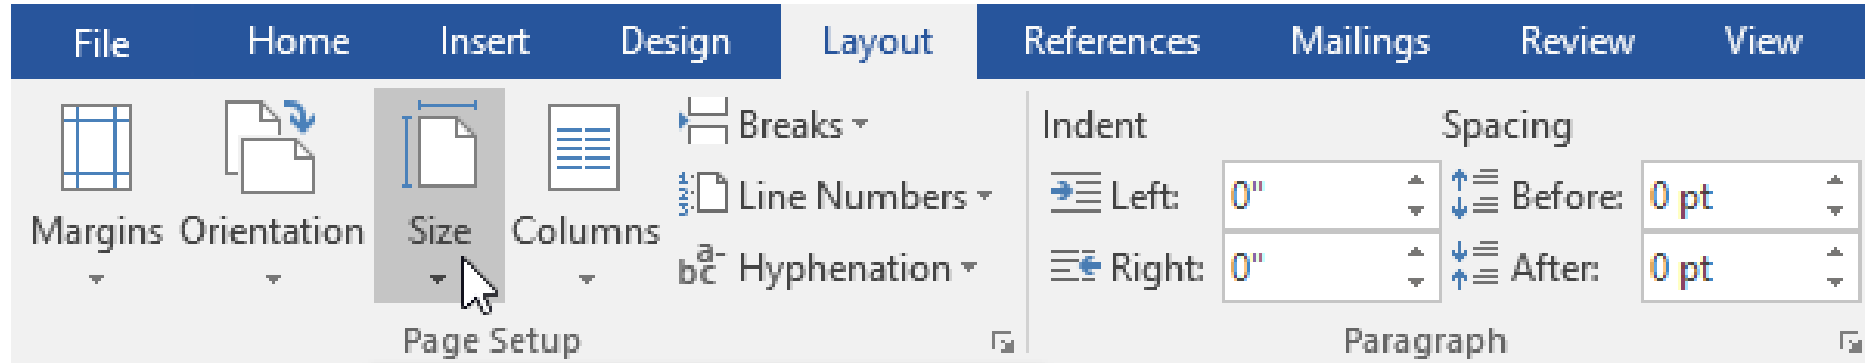 File Home Insert Design Layout References Mailings Review View
Margins Orientation Size Columns
Breaks
Line Numbers
bc a- Hyphenation
Page Setup
Indent Spacing
Left: 0" Before: 0 pt
Right: 0" After: 0 pt
Paragraph